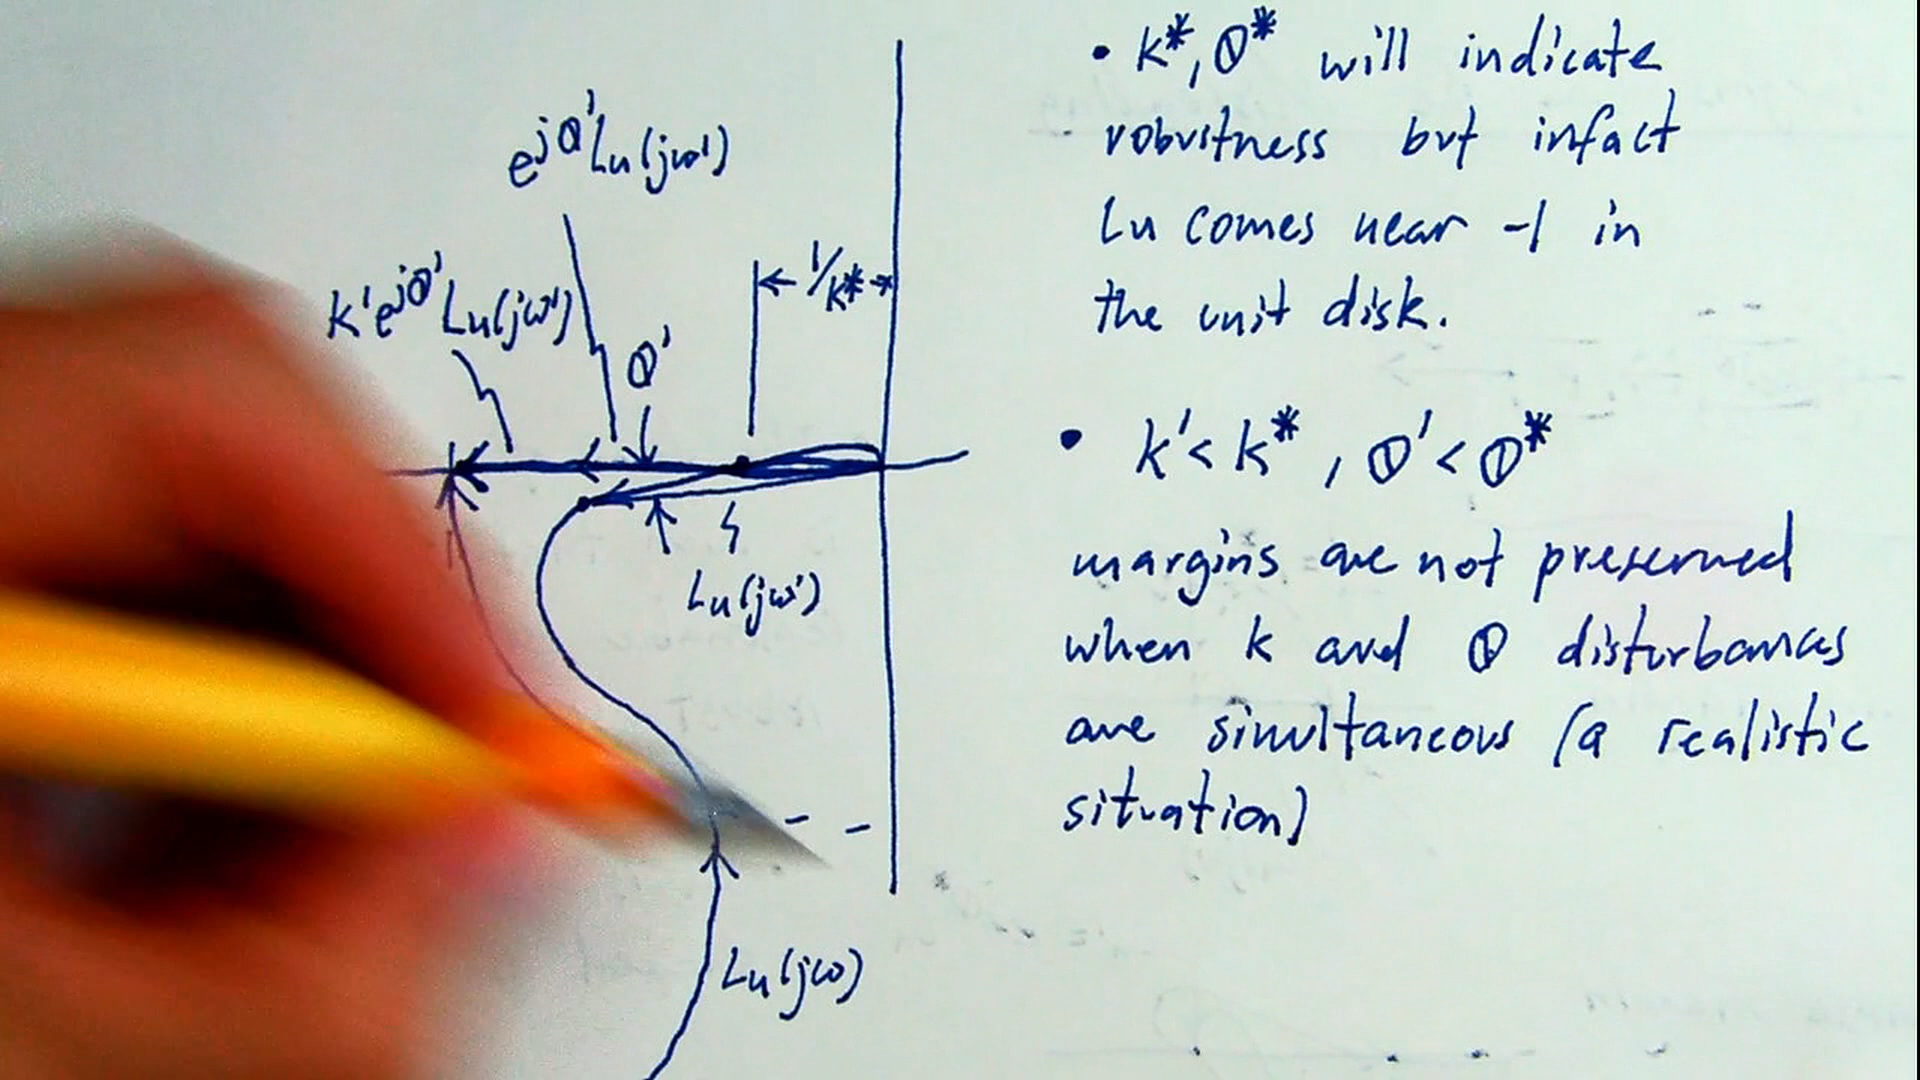 e^jθ' Lu(jω')
k'e^jθ' Lu(jω')
θ'
1/k*
Lu(jω')
Lu(jω)
• k*, θ* will indicate
robustness but infact
Lu comes near -1 in
the unit disk.
• k' < k*, θ' < θ*
margins are not preserved
when k and θ disturbances
are simultaneous (a realistic
situation)